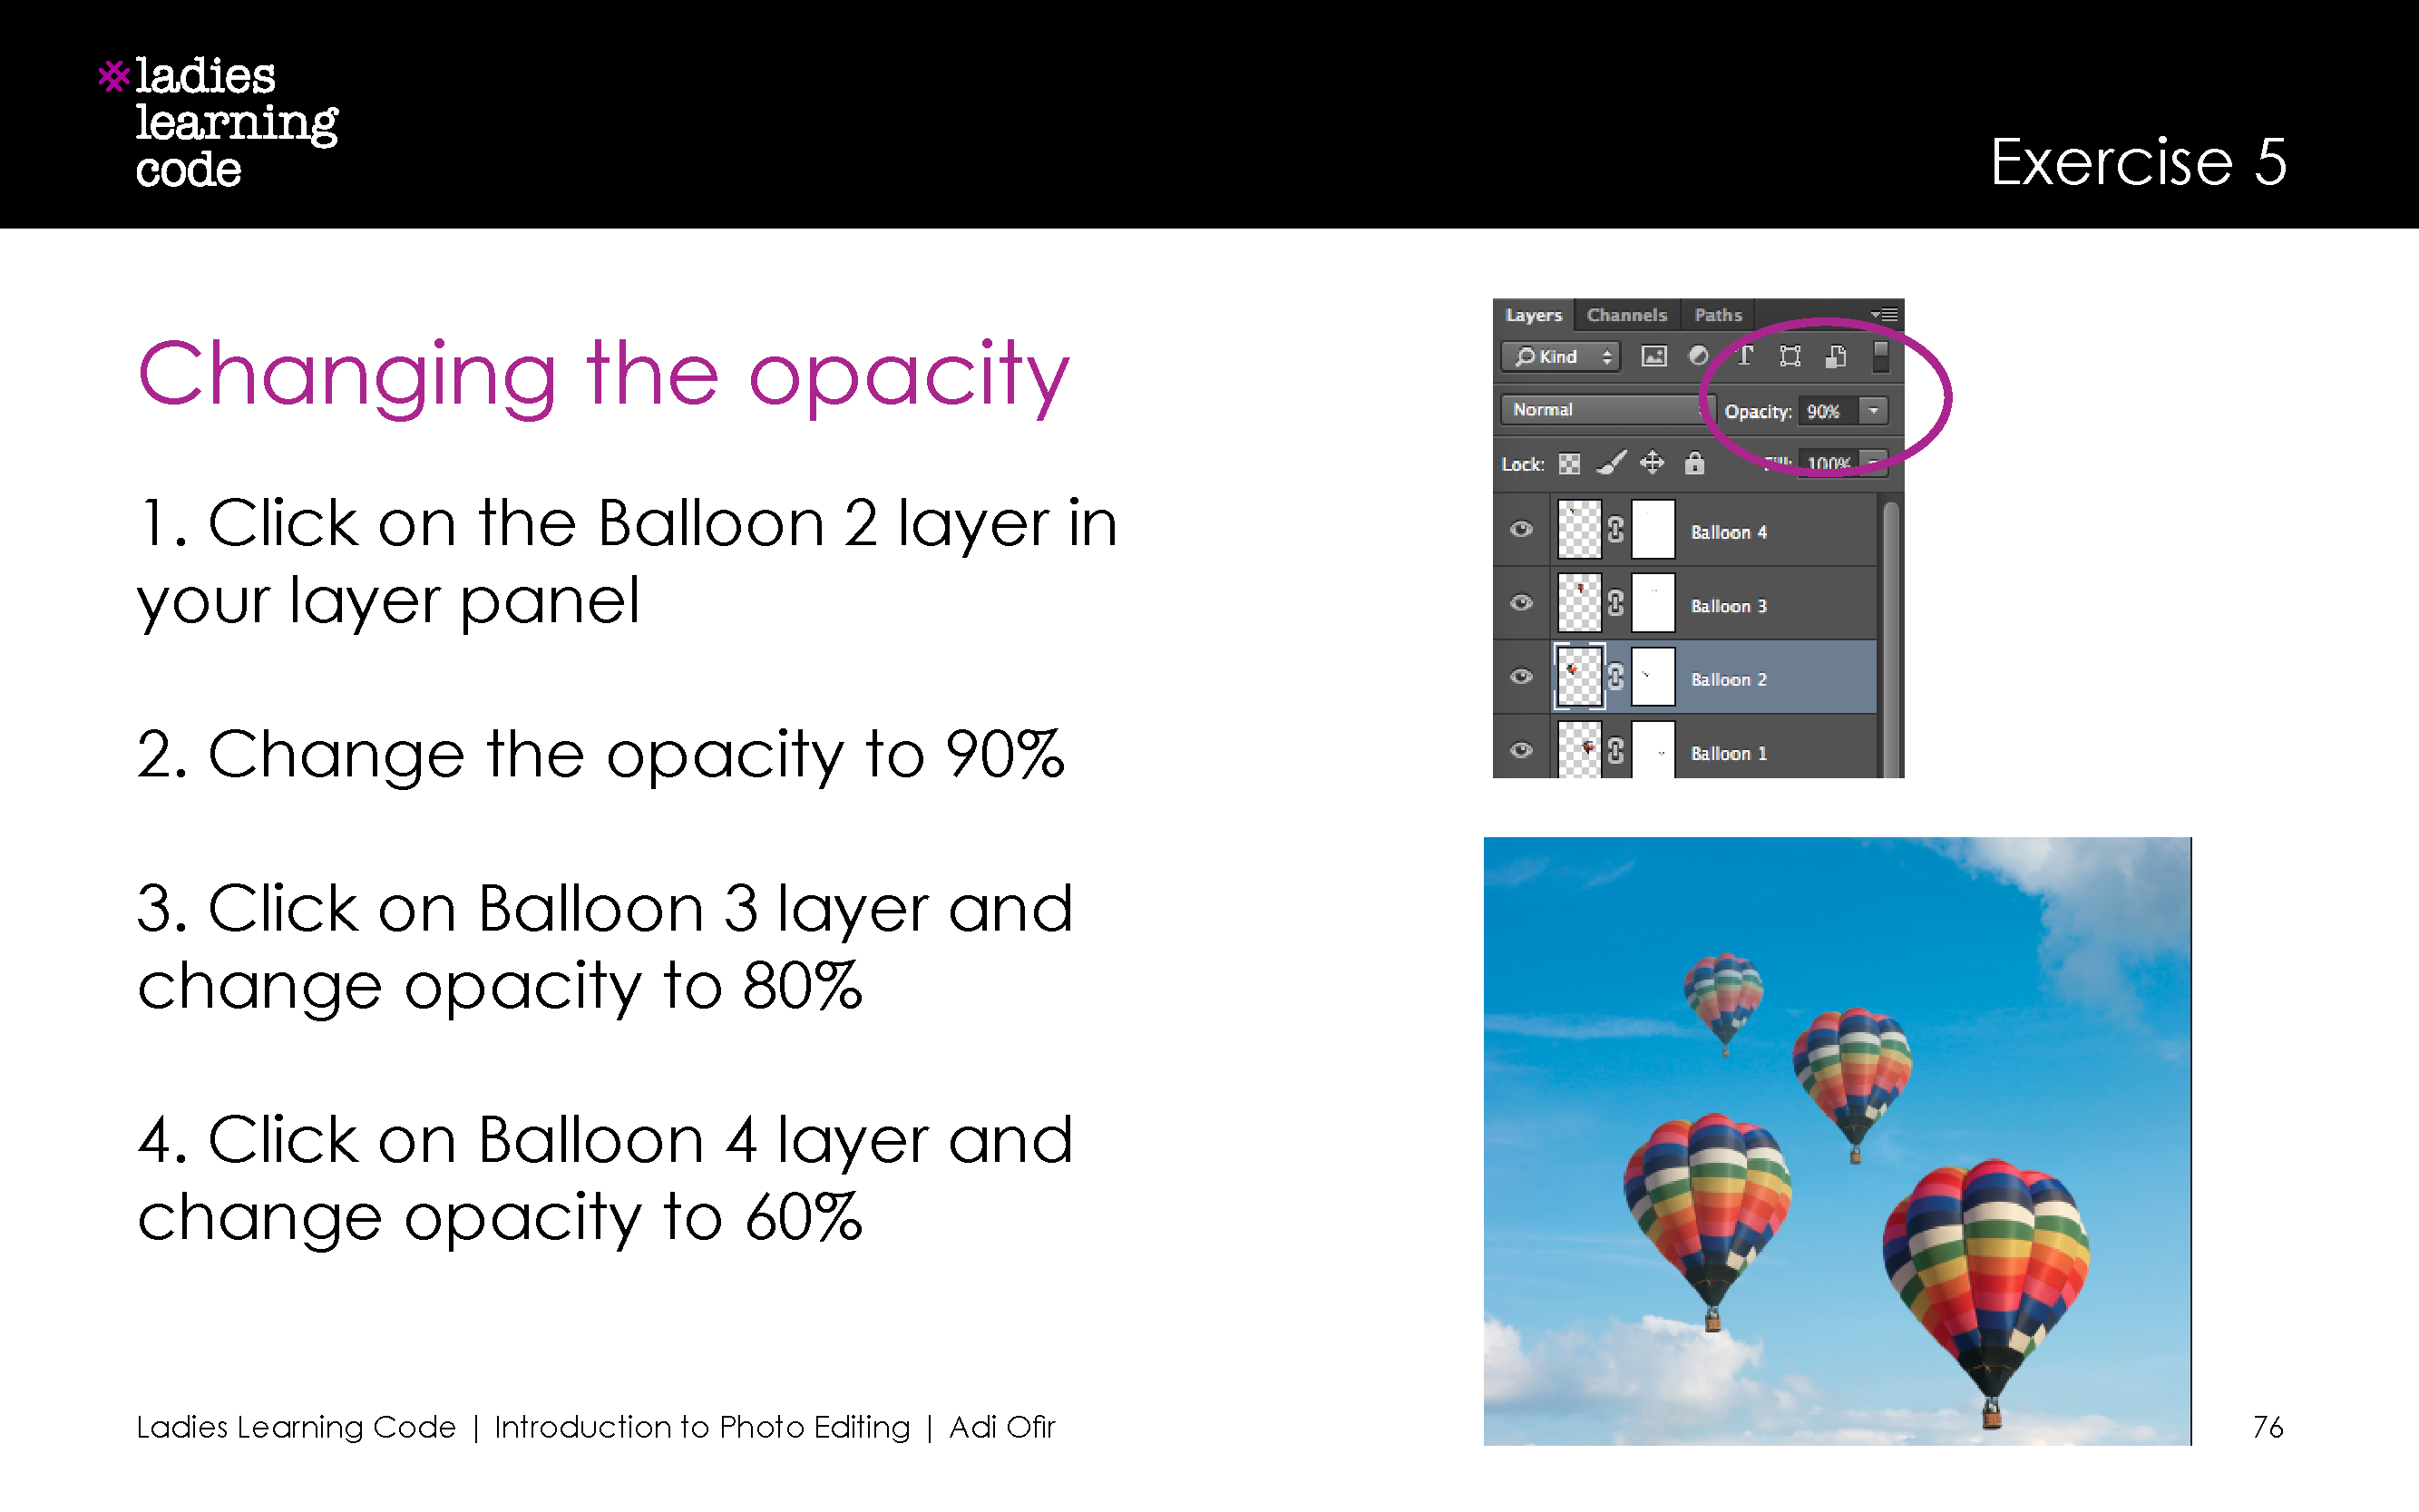 ladies
learning
code
Exercise 5
Changing the opacity
1. Click on the Balloon 2 layer in
your layer panel
2. Change the opacity to 90%
3. Click on Balloon 3 layer and
change opacity to 80%
4. Click on Balloon 4 layer and
change opacity to 60%
Layers Channels Paths
Kind
Normal Opacity: 90%
Lock: Fill: 100%
Balloon 4
Balloon 3
Balloon 2
Balloon 1
Ladies Learning Code | Introduction to Photo Editing | Adi Ofir
76